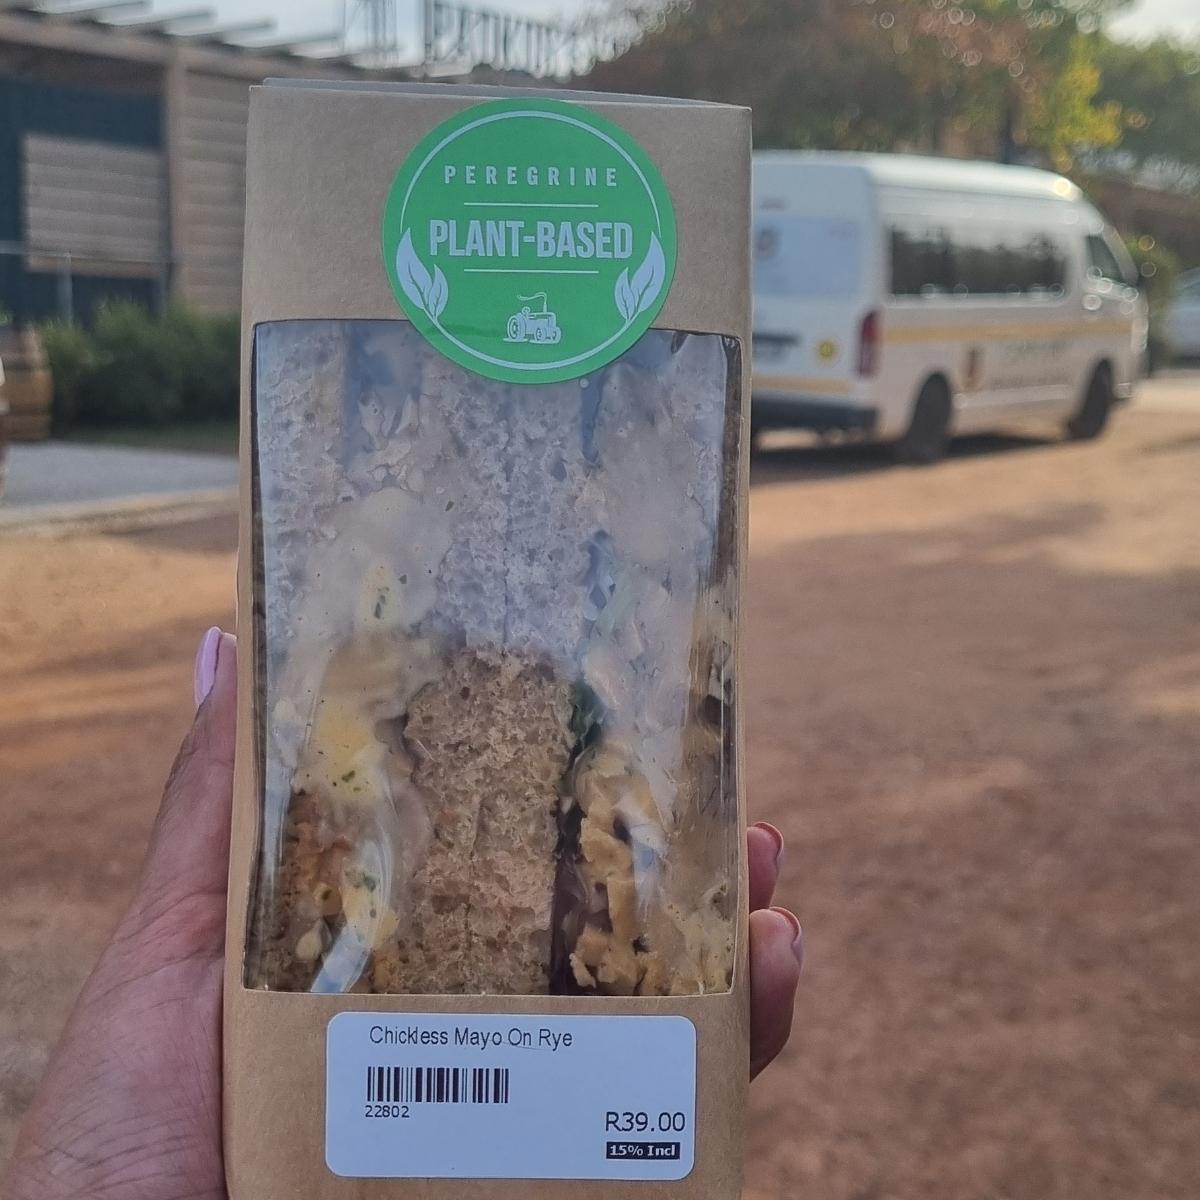 PEREGRINE
PLANT-BASED
Chickless Mayo On Rye
22802
R39.00
15% Incl